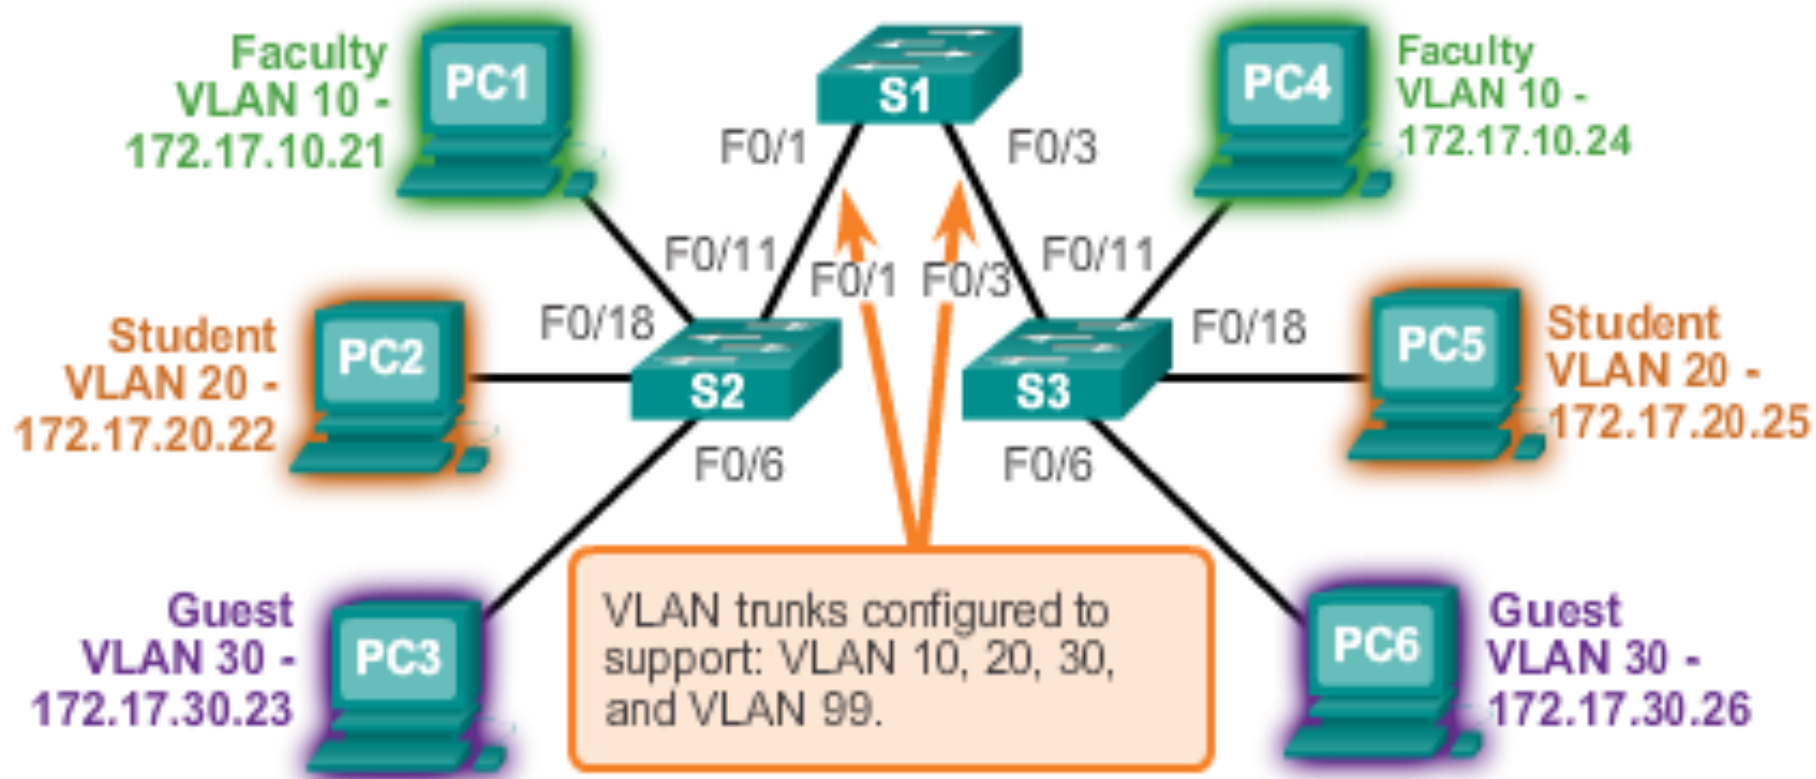 Faculty
VLAN 10 -
172.17.10.21
PC1
S1
PC4
Faculty
VLAN 10 -
172.17.10.24
F0/1
F0/3
F0/11
F0/1
F0/3
F0/11
Student
VLAN 20 -
172.17.20.22
PC2
F0/18
S2
S3
F0/18
PC5
Student
VLAN 20 -
172.17.20.25
F0/6
F0/6
Guest
VLAN 30 -
172.17.30.23
PC3
VLAN trunks configured to
support: VLAN 10, 20, 30,
and VLAN 99.
PC6
Guest
VLAN 30 -
172.17.30.26